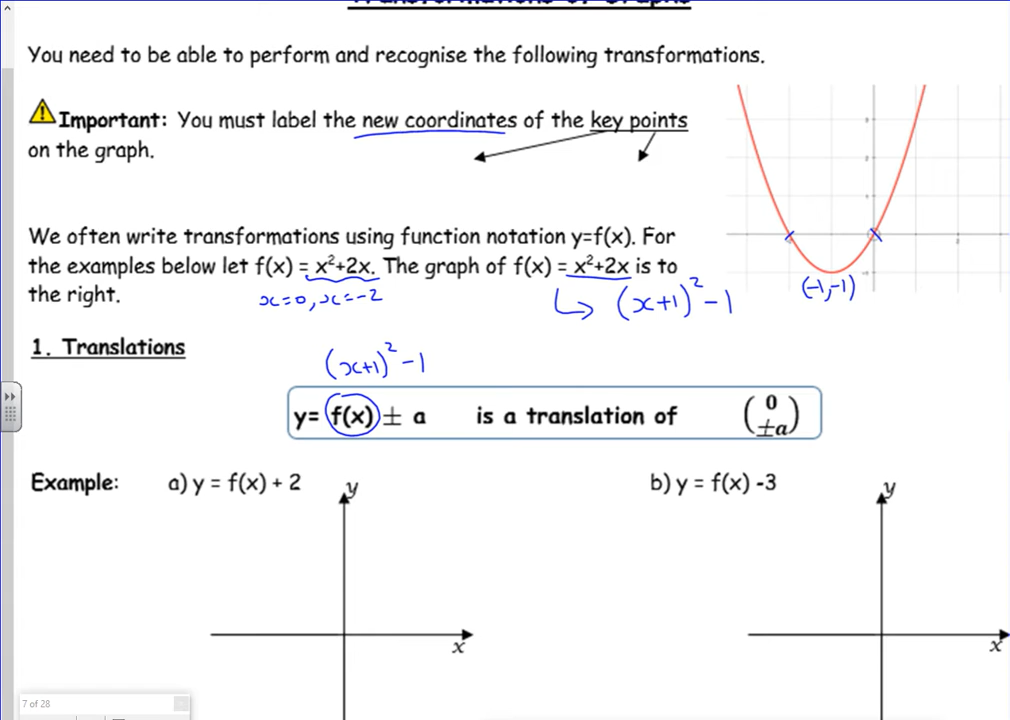 You need to be able to perform and recognise the following transformations.
Important: You must label the new coordinates of the key points
on the graph.
We often write transformations using function notation y=f(x). For
the examples below let f(x) = x²+2x. The graph of f(x) = x²+2x is to
the right.
x=0, x=-2
(x+1)² -1
(-1,-1)
1. Translations
(x+1)² -1
y= f(x) ± a is a translation of (0 ±a)
Example: a) y = f(x) + 2 b) y = f(x) -3
y y
x x
7 of 28